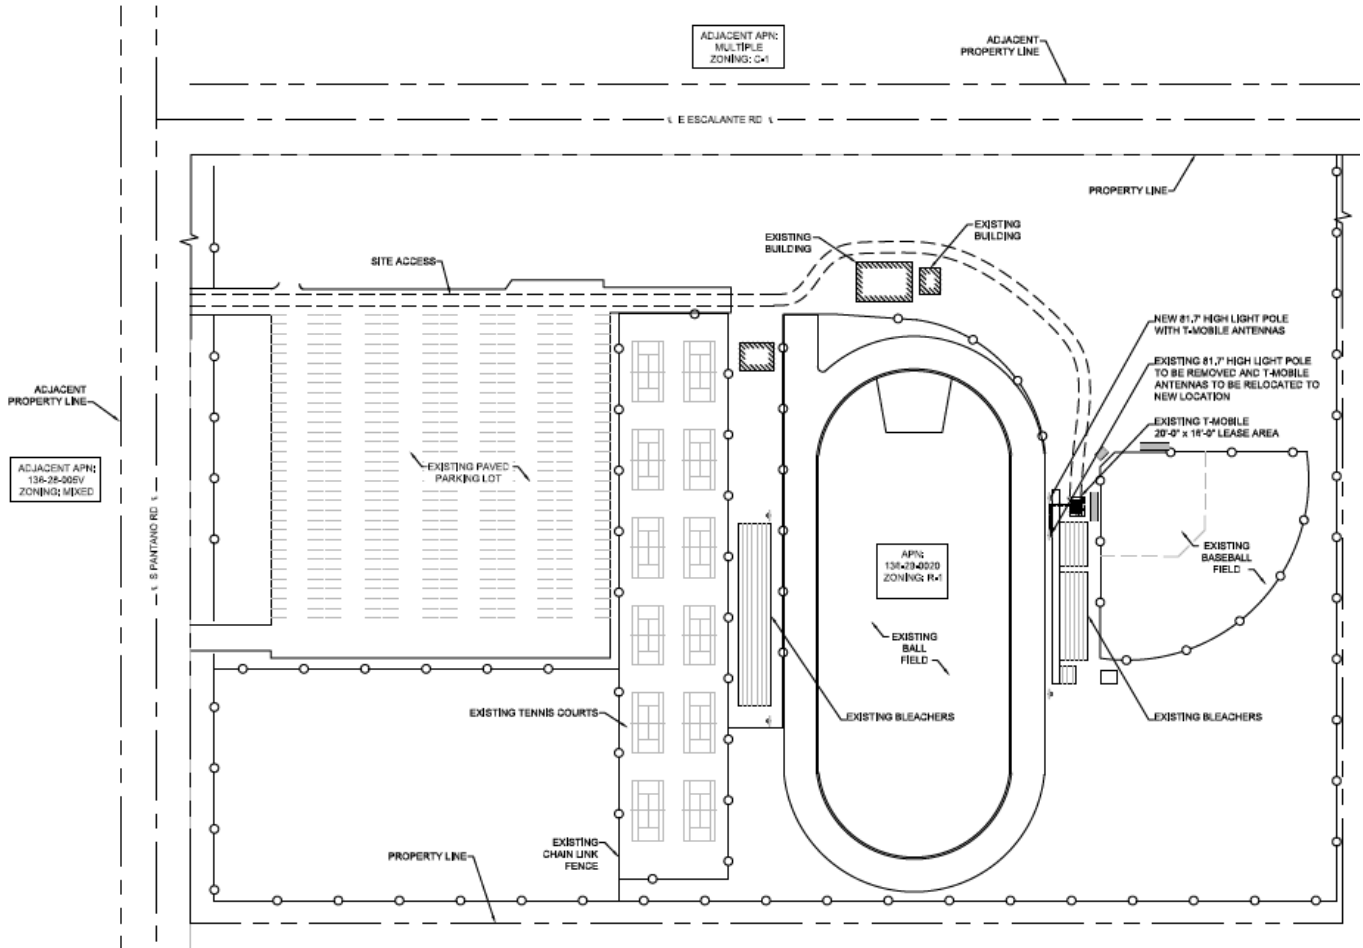 ADJACENT APN:
MULTIPLE
ZONING: C-1
ADJACENT
PROPERTY LINE
E ESCALANTE RD
PROPERTY LINE
EXISTING
BUILDING
EXISTING
BUILDING
SITE ACCESS
NEW 81.7' HIGH LIGHT POLE
WITH T-MOBILE ANTENNAS
EXISTING 81.7' HIGH LIGHT POLE
TO BE REMOVED AND T-MOBILE
ANTENNAS TO BE RELOCATED TO
NEW LOCATION
EXISTING T-MOBILE
20'-0" x 16'-0" LEASE AREA
ADJACENT
PROPERTY LINE
ADJACENT APN:
136-28-005V
ZONING: MIXED
S PANTANO RD
EXISTING PAVED
PARKING LOT
APN:
136-29-0020
ZONING: R-1
EXISTING
BASEBALL
FIELD
EXISTING
BALL
FIELD
EXISTING TENNIS COURTS
EXISTING BLEACHERS
EXISTING BLEACHERS
EXISTING
CHAIN LINK
FENCE
PROPERTY LINE